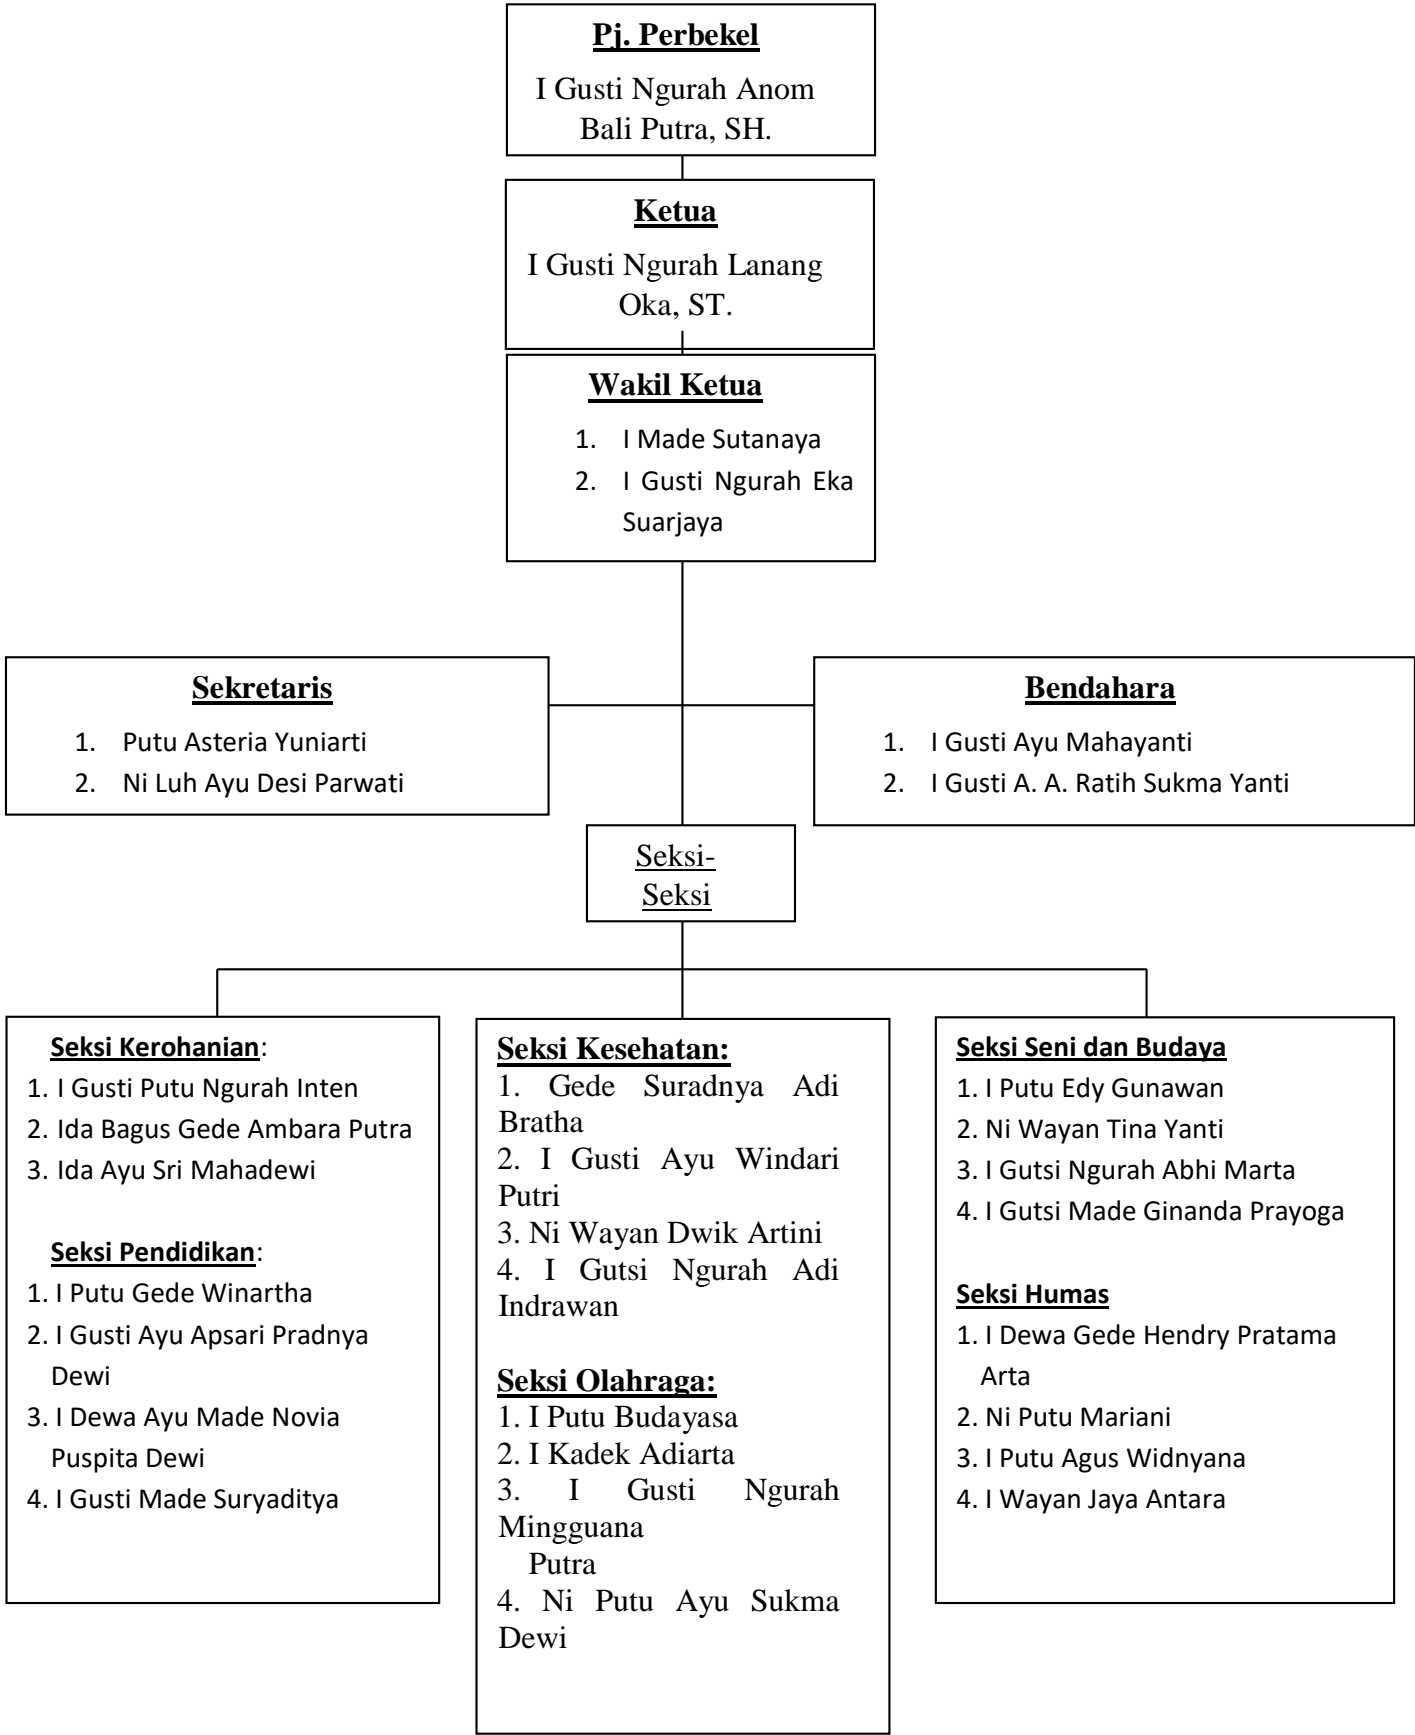 Pj. Perbekel
I Gusti Ngurah Anom
Bali Putra, SH.
Ketua
I Gusti Ngurah Lanang
Oka, ST.
Wakil Ketua
1. I Made Sutanaya
2. I Gusti Ngurah Eka
Suarjaya
Sekretaris
1. Putu Asteria Yuniarti
2. Ni Luh Ayu Desi Parwati
Bendahara
1. I Gusti Ayu Mahayanti
2. I Gusti A. A. Ratih Sukma Yanti
Seksi-
Seksi
Seksi Kerohanian:
1. I Gusti Putu Ngurah Inten
2. Ida Bagus Gede Ambara Putra
3. Ida Ayu Sri Mahadewi
Seksi Pendidikan:
1. I Putu Gede Winartha
2. I Gusti Ayu Apsari Pradnya
Dewi
3. I Dewa Ayu Made Novia
Puspita Dewi
4. I Gusti Made Suryaditya
Seksi Kesehatan:
1. Gede Suradnya Adi
Bratha
2. I Gusti Ayu Windari
Putri
3. Ni Wayan Dwik Artini
4. I Gutsi Ngurah Adi
Indrawan
Seksi Olahraga:
1. I Putu Budayasa
2. I Kadek Adiarta
3. I Gusti Ngurah
Mingguana
Putra
4. Ni Putu Ayu Sukma
Dewi
Seksi Seni dan Budaya
1. I Putu Edy Gunawan
2. Ni Wayan Tina Yanti
3. I Gutsi Ngurah Abhi Marta
4. I Gutsi Made Ginanda Prayoga
Seksi Humas
1. I Dewa Gede Hendry Pratama
Arta
2. Ni Putu Mariani
3. I Putu Agus Widnyana
4. I Wayan Jaya Antara